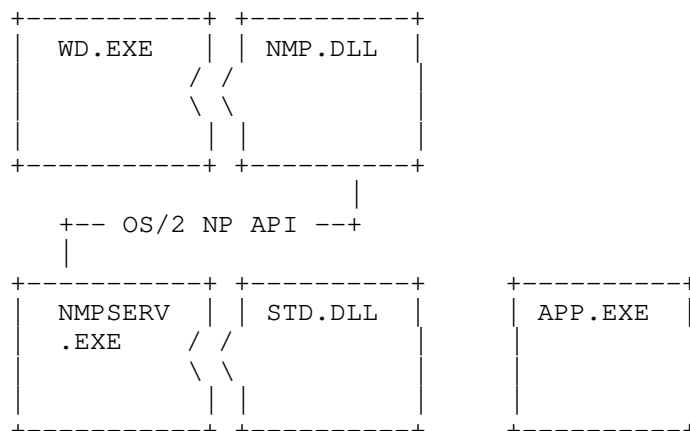 WD.EXE NMP.DLL
OS/2 NP API
NMPSERV STD.DLL APP.EXE
.EXE